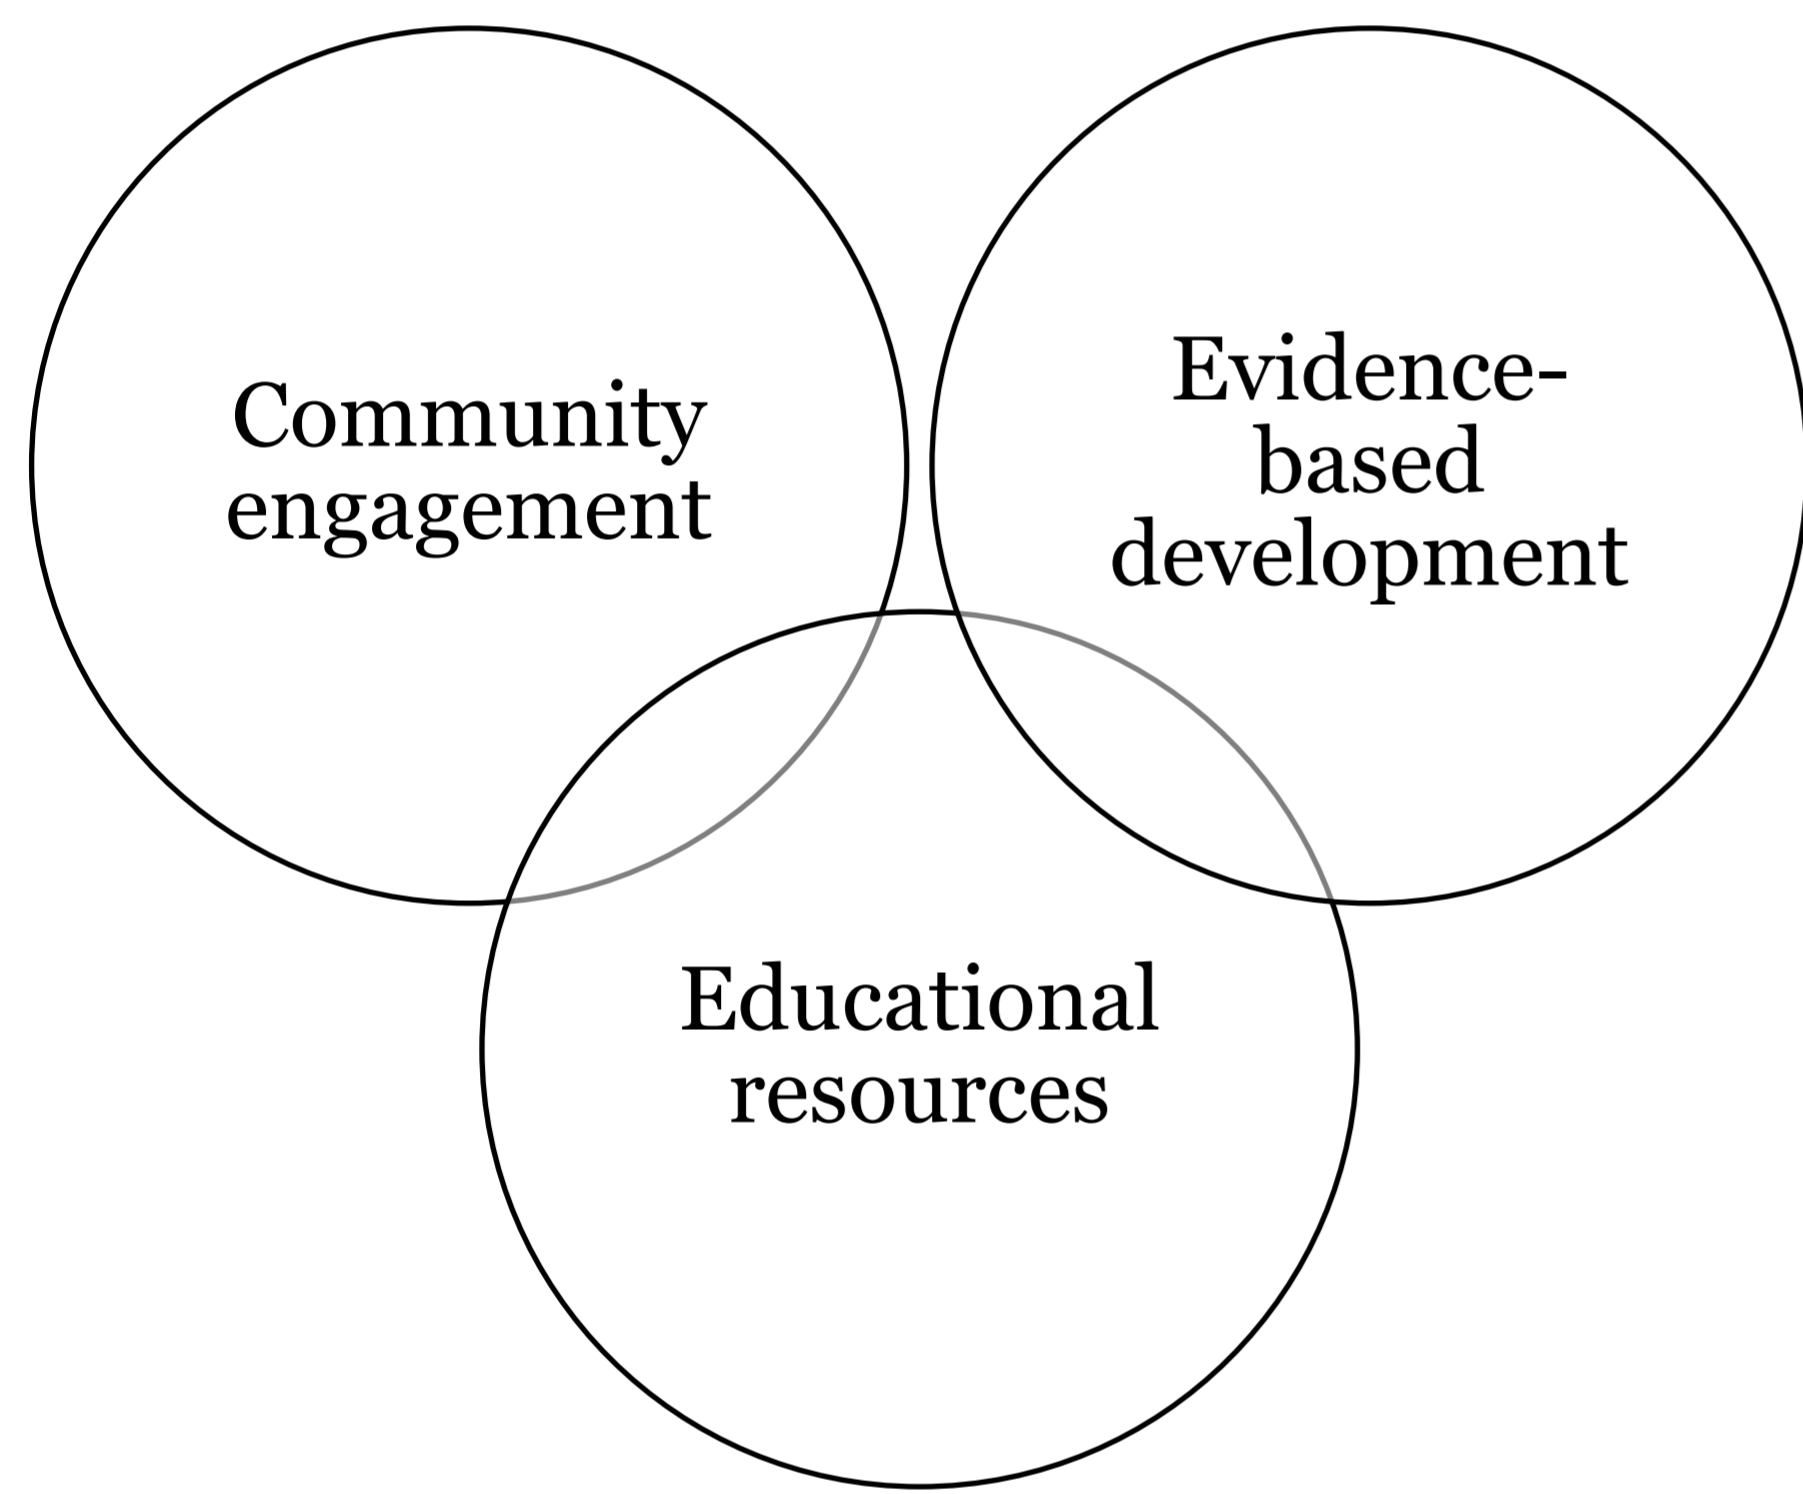 Community
engagement
Evidence-
based
development
Educational
resources